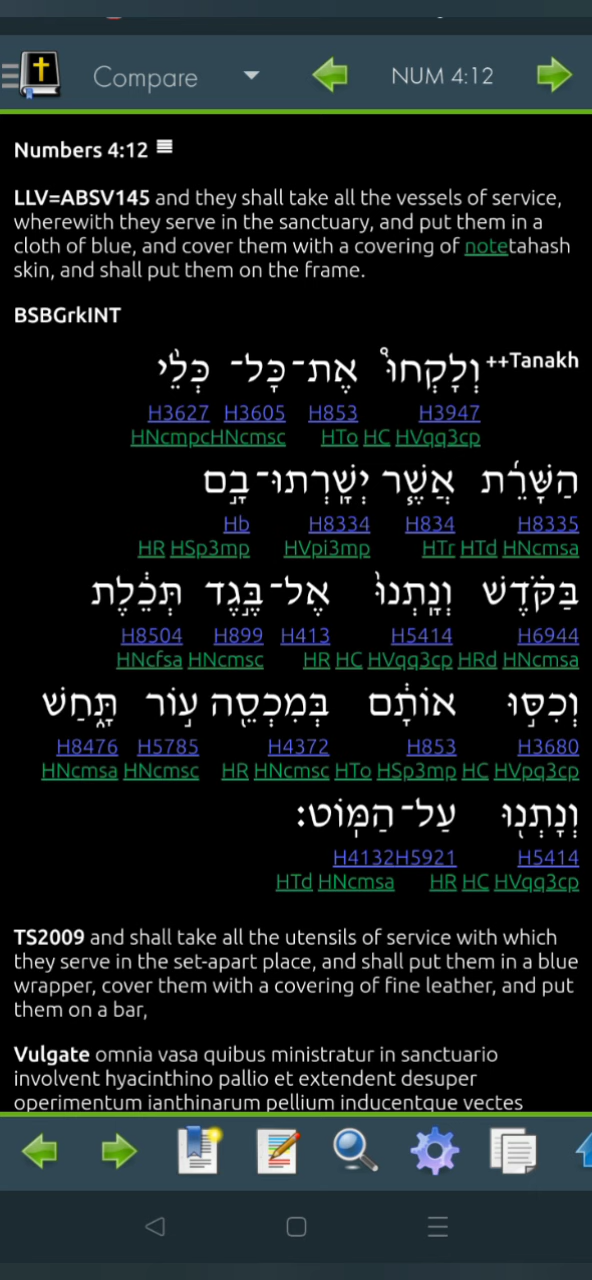 Compare
NUM 4:12
Numbers 4:12
LLV=ABSV145 and they shall take all the vessels of service,
wherewith they serve in the sanctuary, and put them in a
cloth of blue, and cover them with a covering of notetahash
skin, and shall put them on the frame.
BSBGrkINT
++Tanakh וְלָקְחוּ֩ אֶת־כָּל־ כְּלֵ֨י
H3627 H3605 H853 H3947
HNcmpcHNcmsc HTo HC HVqq3cp
הַשָּׁרֵ֜ת אֲשֶׁ֧ר יְשָֽׁרְתוּ־בָ֣ם
Hb H8334 H834 H8335
HR HSp3mp HVpi3mp HTr HTd HNcmsa
בַּקֹּ֗דֶשׁ וְנָֽתְנוּ֙ אֶל־בֶּ֣גֶד תְּכֵ֔לֶת
H8504 H899 H413 H5414 H6944
HNcfsa HNcmsc HR HC HVqq3cp HRd HNcmsa
וְכִסּ֣וּ אוֹתָ֔ם בְּמִכְסֵ֖ה ע֣וֹר תָּ֑חַשׁ
H8476 H5785 H4372 H853 H3680
HNcmsa HNcmsc HR HNcmsc HTo HSp3mp HC HVpq3cp
וְנָתְנ֖וּ עַל־הַמּֽוֹט׃
H4132H5921 H5414
HTd HNcmsa HR HC HVqq3cp
TS2009 and shall take all the utensils of service with which
they serve in the set-apart place, and shall put them in a blue
wrapper, cover them with a covering of fine leather, and put
them on a bar,
Vulgate omnia vasa quibus ministratur in sanctuario
involvent hyacinthino pallio et extendent desuper
operimentum ianthinarum pellium inducentque vectes